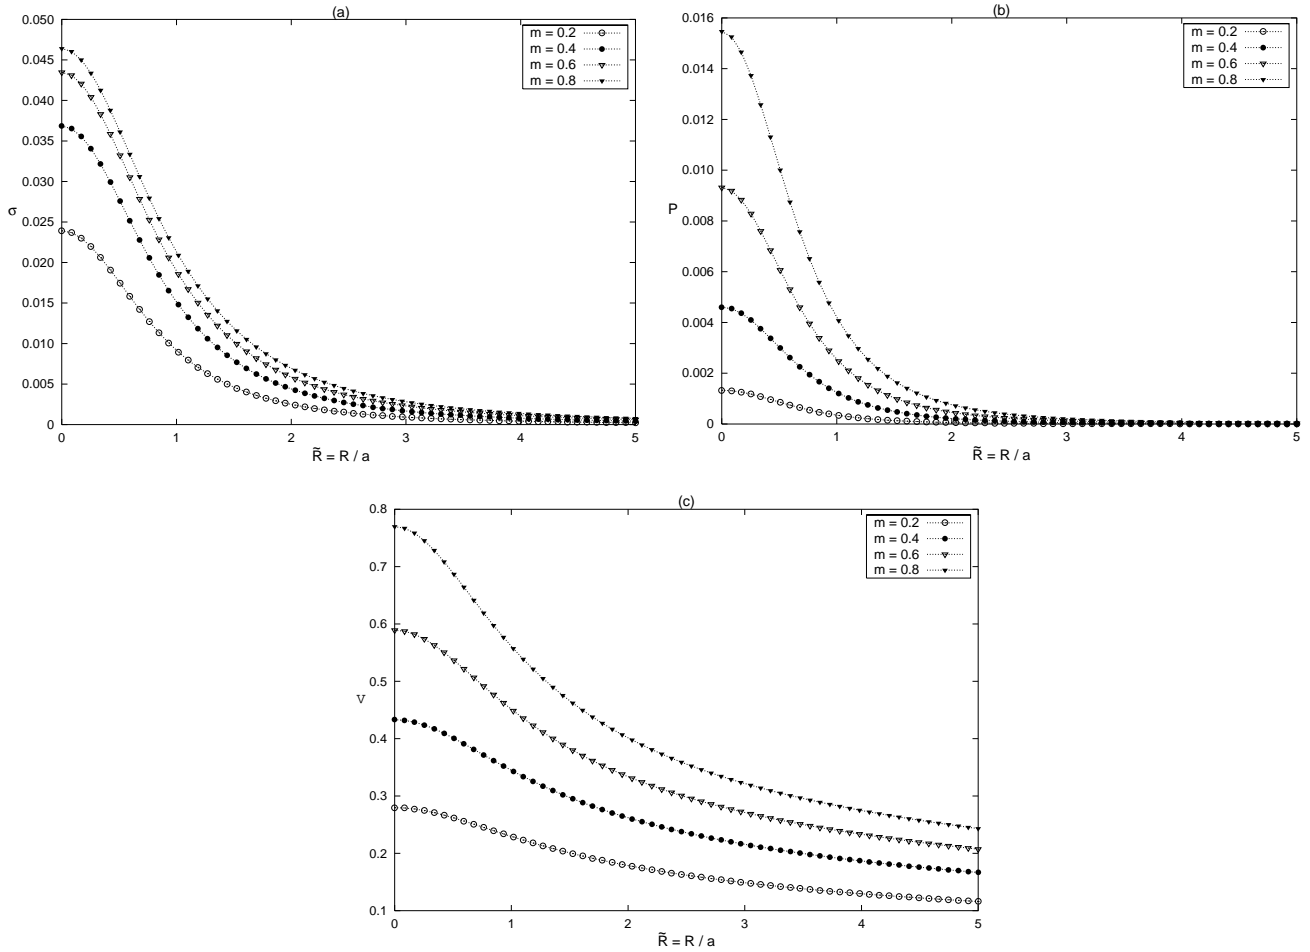 (a)
0.050
0.045
0.040
0.035
0.030
0.025
0.020
0.015
0.010
0.005
0
σ
m = 0.2
m = 0.4
m = 0.6
m = 0.8
0 1 2 3 4 5
R̃ = R / a
(b)
0.016
0.014
0.012
0.010
0.008
0.006
0.004
0.002
0
P
m = 0.2
m = 0.4
m = 0.6
m = 0.8
0 1 2 3 4 5
R̃ = R / a
(c)
0.8
0.7
0.6
0.5
0.4
0.3
0.2
0.1
V
m = 0.2
m = 0.4
m = 0.6
m = 0.8
0 1 2 3 4 5
R̃ = R / a